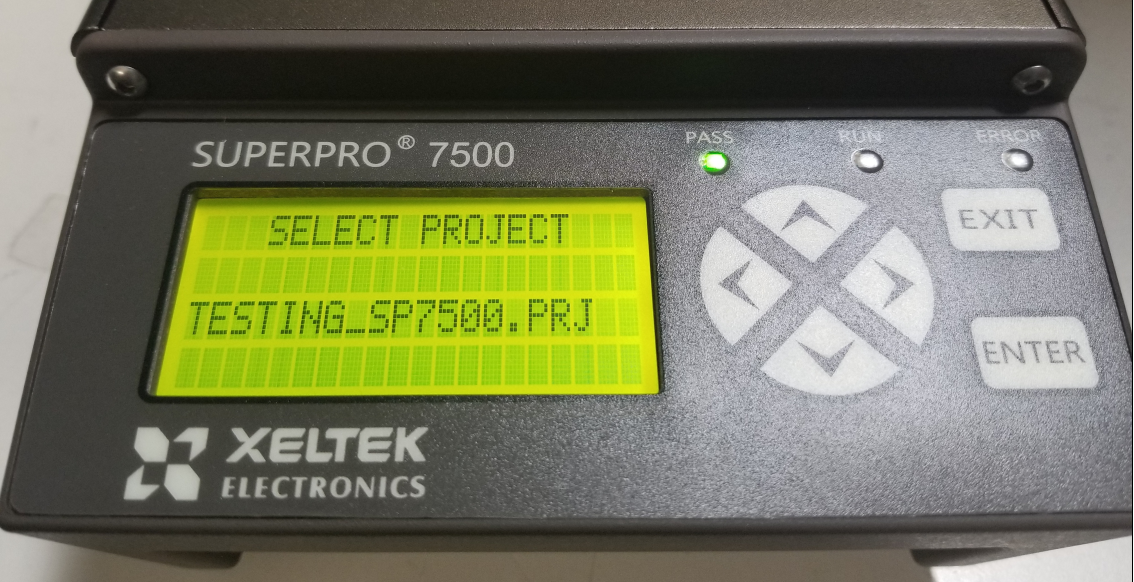 SUPERPRO® 7500
PASS
RUN
ERROR
SELECT PROJECT
TESTING_SP7500.PRJ
EXIT
ENTER
XELTEK
ELECTRONICS